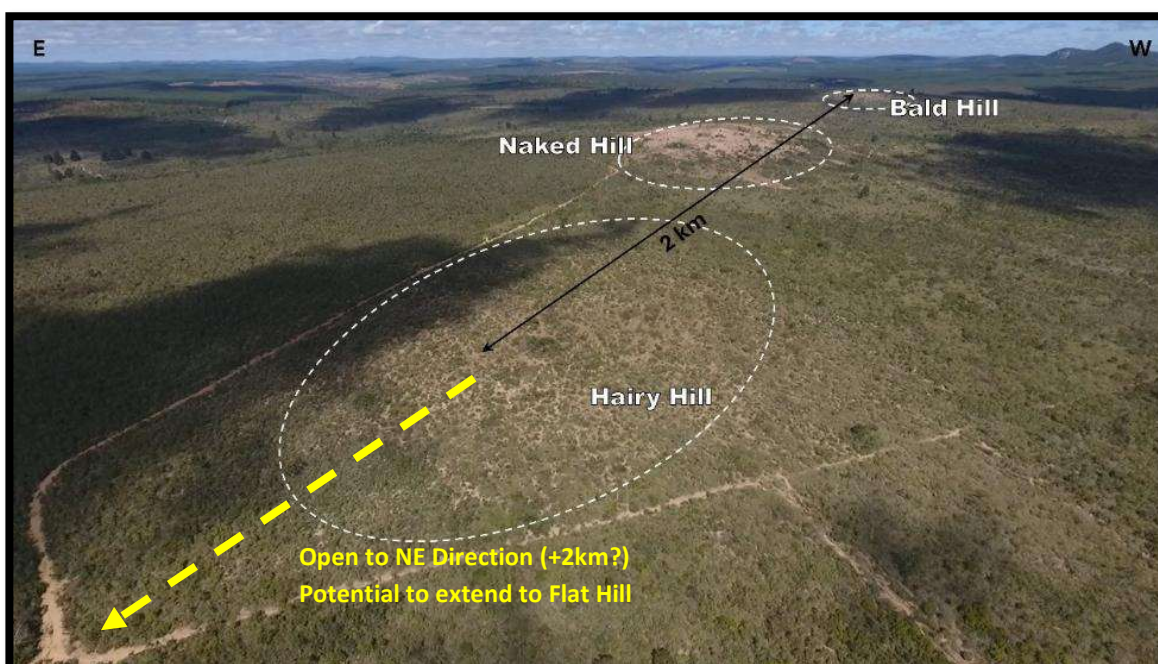 E
W
Bald Hill
Naked Hill
2 km
Hairy Hill
Open to NE Direction (+2km?)
Potential to extend to Flat Hill